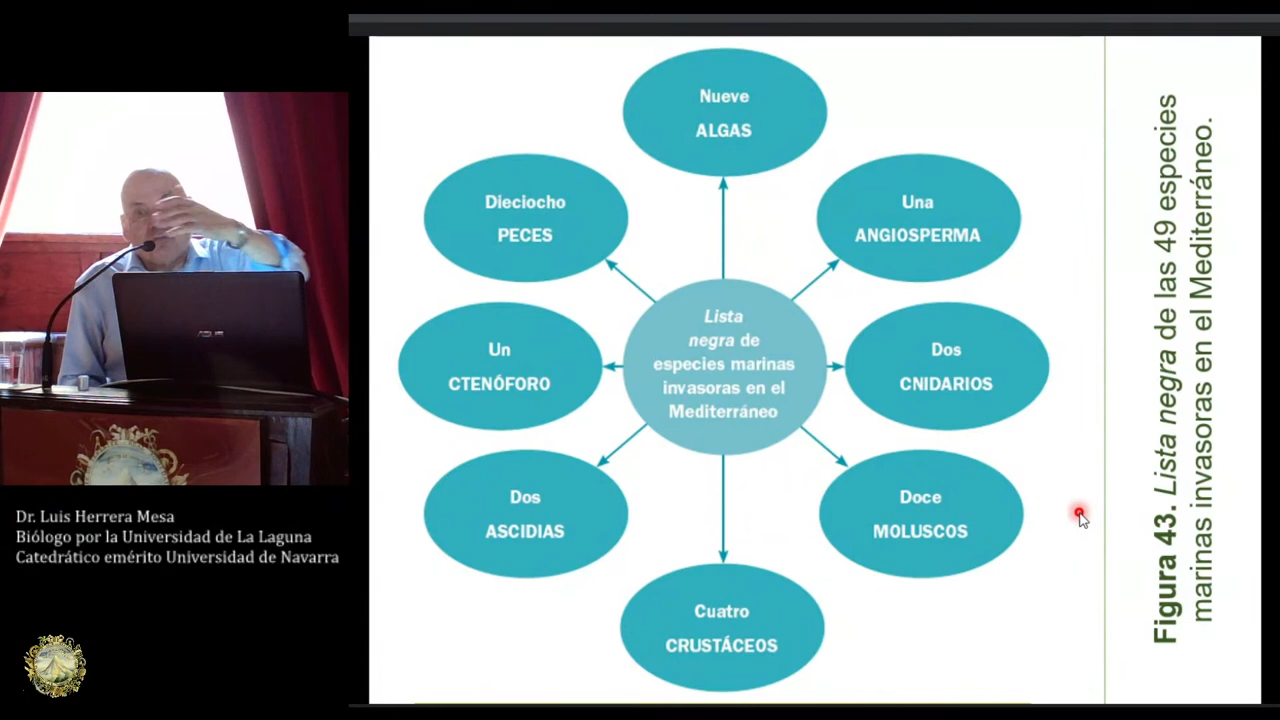 Nueve
ALGAS
Dieciocho
PECES
Una
ANGIOSPERMA
Lista
negra de
especies marinas
invasoras en el
Mediterráneo
Un
CTENÓFORO
Dos
CNIDARIOS
Dos
ASCIDIAS
Doce
MOLUSCOS
Cuatro
CRUSTÁCEOS
Figura 43. Lista negra de las 49 especies
marinas invasoras en el Mediterráneo.
ASUS
Dr. Luis Herrera Mesa
Biólogo por la Universidad de La Laguna
Catedrático emérito Universidad de Navarra